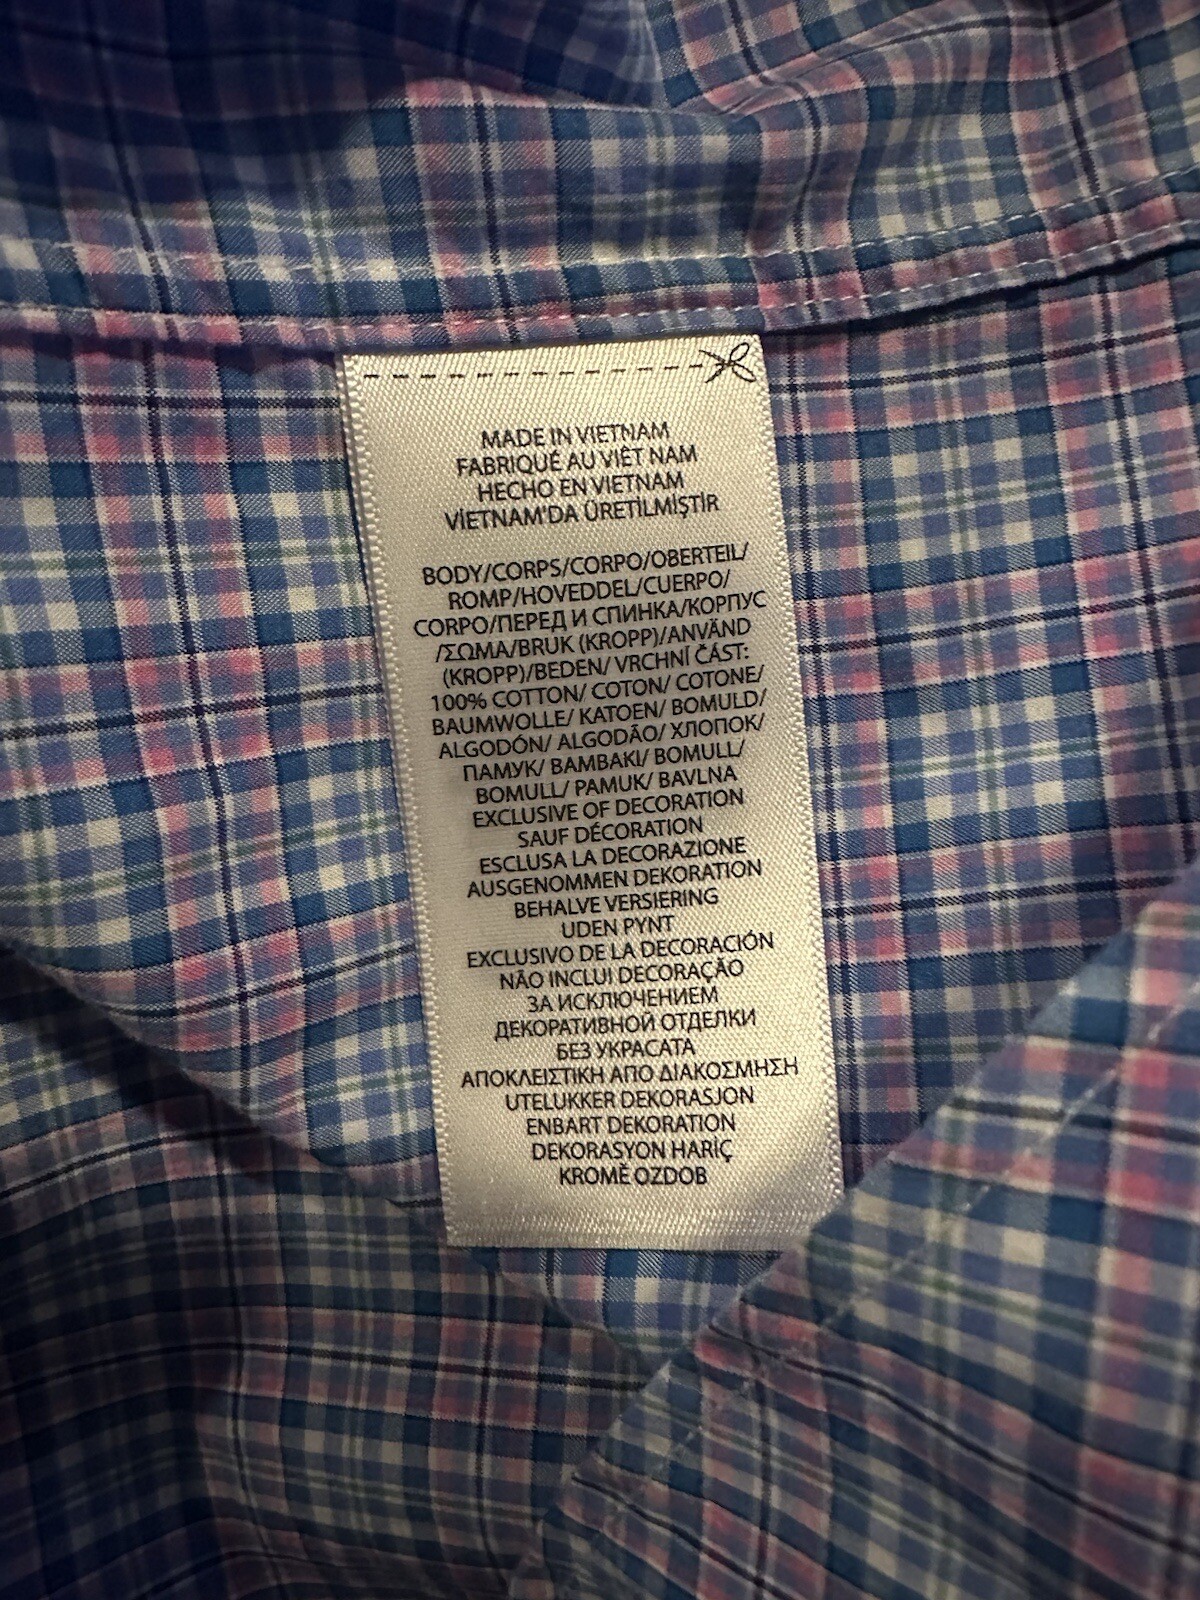 MADE IN VIETNAM
FABRIQUÉ AU VIÊT NAM
HECHO EN VIETNAM
VİETNAM'DA ÜRETİLMİŞTİR
BODY/CORPS/CORPO/OBERTEIL/
ROMP/HOVEDDEL/CUERPO/
CORPO/ПЕРЕД И СПИНКА/КОРПУС
/ΣΩΜΑ/BRUK (KROPP)/ANVÄND
(KROPP)/BEDEN/ VRCHNÍ ČÁST:
100% COTTON/ COTON/ COTONE/
BAUMWOLLE/ KATOEN/ BOMULD/
ALGODÓN/ ALGODÃO/ ХЛОПОК/
ПАМУК/ ΒΑΜΒΑΚΙ/ BOMULL/
BOMULL/ PAMUK/ BAVLNA
EXCLUSIVE OF DECORATION
SAUF DÉCORATION
ESCLUSA LA DECORAZIONE
AUSGENOMMEN DEKORATION
BEHALVE VERSIERING
UDEN PYNT
EXCLUSIVO DE LA DECORACIÓN
NÃO INCLUI DECORAÇÃO
ЗА ИСКЛЮЧЕНИЕМ
ДЕКОРАТИВНОЙ ОТДЕЛКИ
БЕЗ УКРАСАТА
ΑΠΟΚΛΕΙΣΤΙΚΗ ΑΠΟ ΔΙΑΚΟΣΜΗΣΗ
UTELUKKER DEKORASJON
ENBART DEKORATION
DEKORASYON HARİÇ
KROMĚ OZDOB